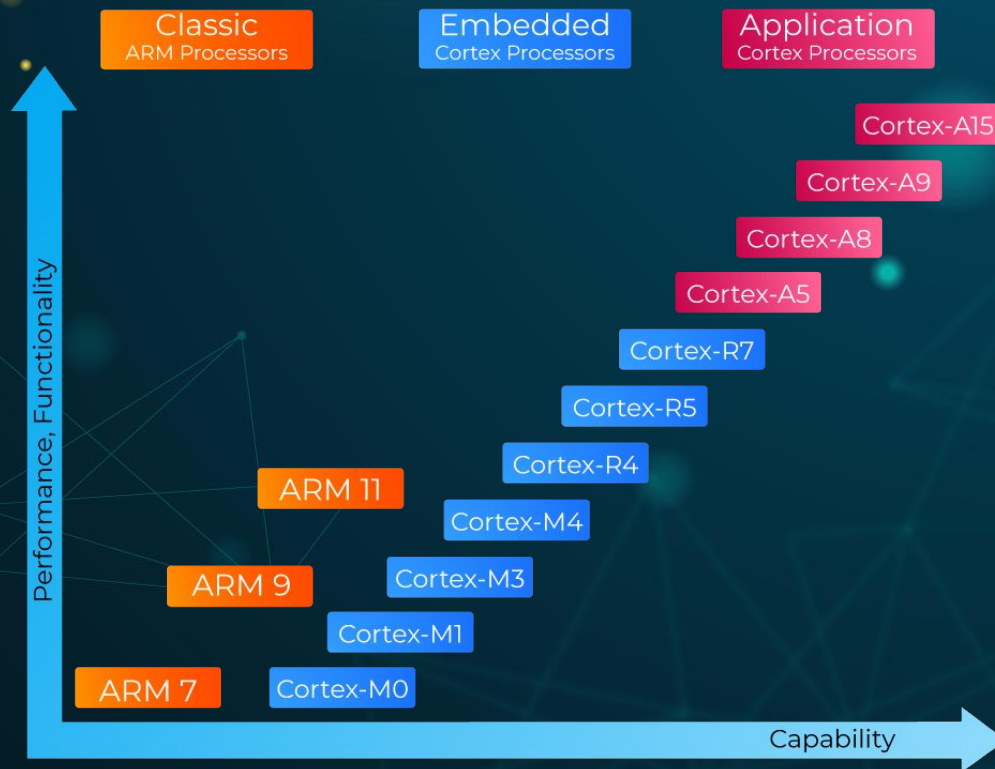 Classic
ARM Processors
Embedded
Cortex Processors
Application
Cortex Processors
Cortex-A15
Cortex-A9
Cortex-A8
Cortex-A5
Cortex-R7
Cortex-R5
Cortex-R4
ARM 11
Cortex-M4
Cortex-M3
ARM 9
Cortex-M1
ARM 7
Cortex-M0
Performance, Functionality
Capability